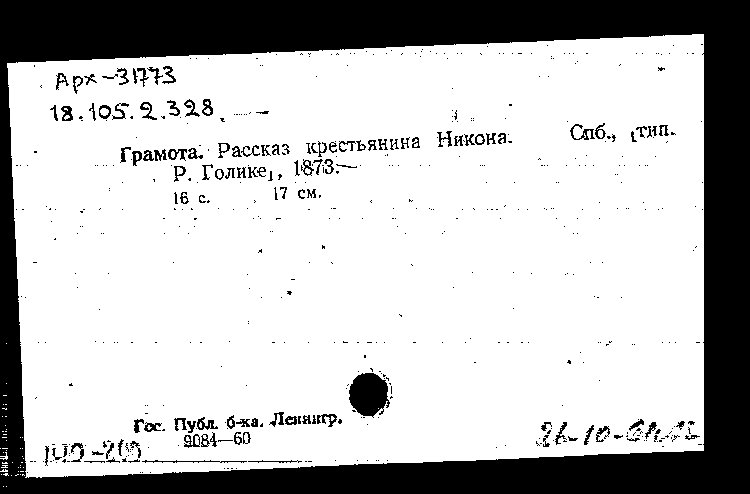 Арх-31773
18.105.2.328.
Грамота. Рассказ крестьянина Никона. Спб., [тип.
Р. Голике], 1873.—
16 с. 17 см.
Гос. Публ. б-ка. Ленингр.
9084—60